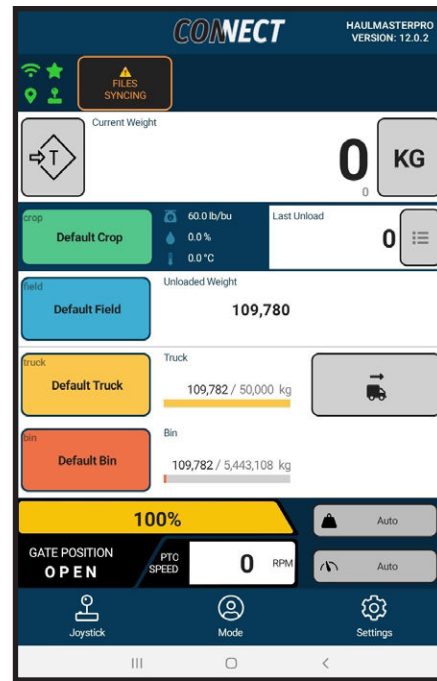 CONNECT
HAULMASTERPRO
VERSION: 12.0.2
FILES
SYNCING
Current Weight
T
0
0
KG
crop
Default Crop
60.0 lb/bu
0.0 %
0.0 °C
Last Unload
0
field
Default Field
Unloaded Weight
109,780
truck
Default Truck
Truck
109,782 / 50,000 kg
bin
Default Bin
Bin
109,782 / 5,443,108 kg
100%
Auto
GATE POSITION
OPEN
PTO
SPEED
0 RPM
Auto
Joystick
Mode
Settings